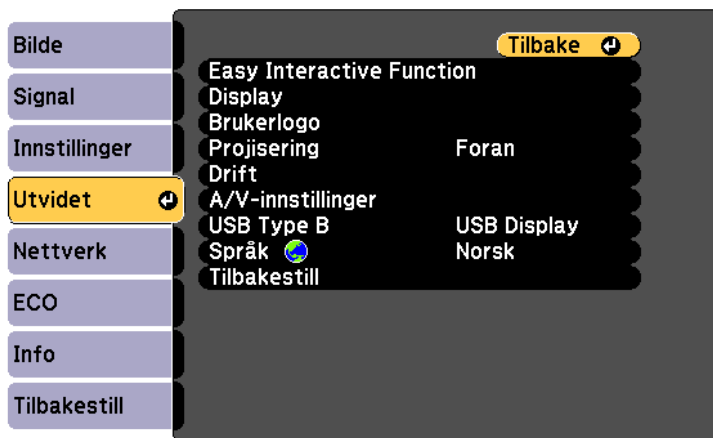 Bilde
Signal
Innstillinger
Utvidet
Nettverk
ECO
Info
Tilbakestill
Tilbake
Easy Interactive Function
Display
Brukerlogo
Projisering Foran
Drift
A/V-innstillinger
USB Type B USB Display
Språk Norsk
Tilbakestill